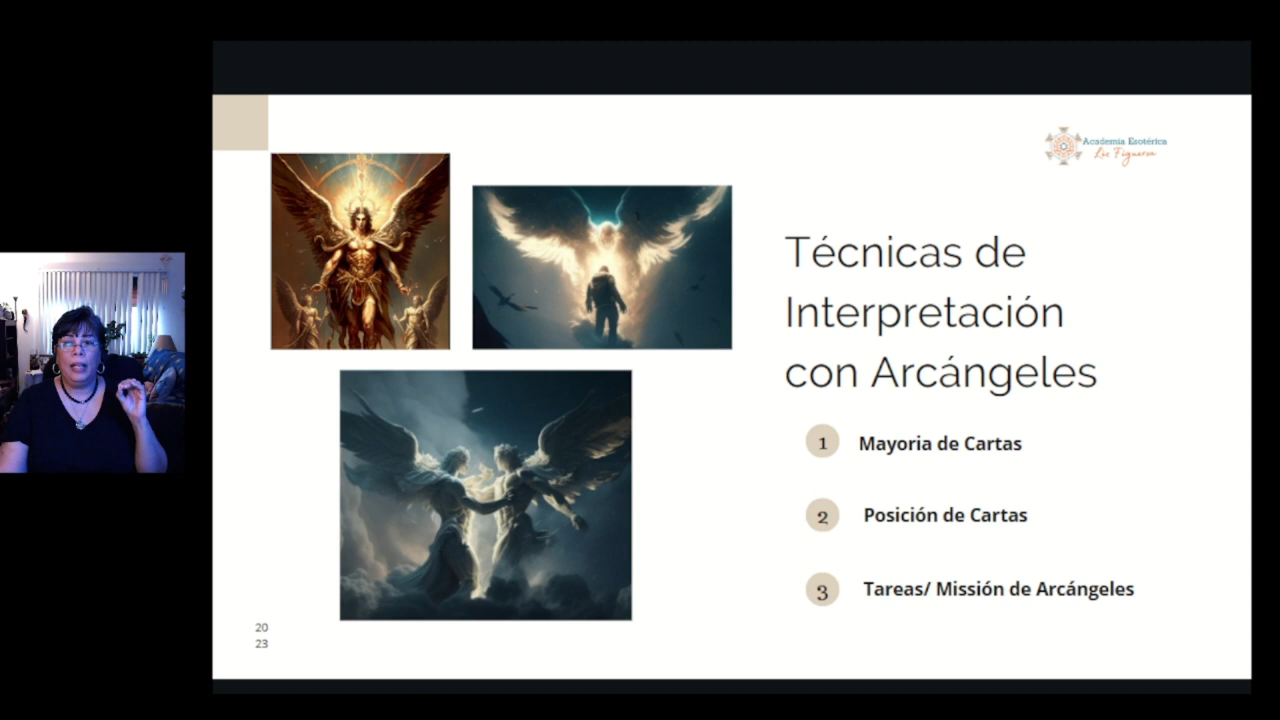 Academia Esotérica
Técnicas de
Interpretación
con Arcángeles
1 Mayoria de Cartas
2 Posición de Cartas
3 Tareas/ Missión de Arcángeles
20
23